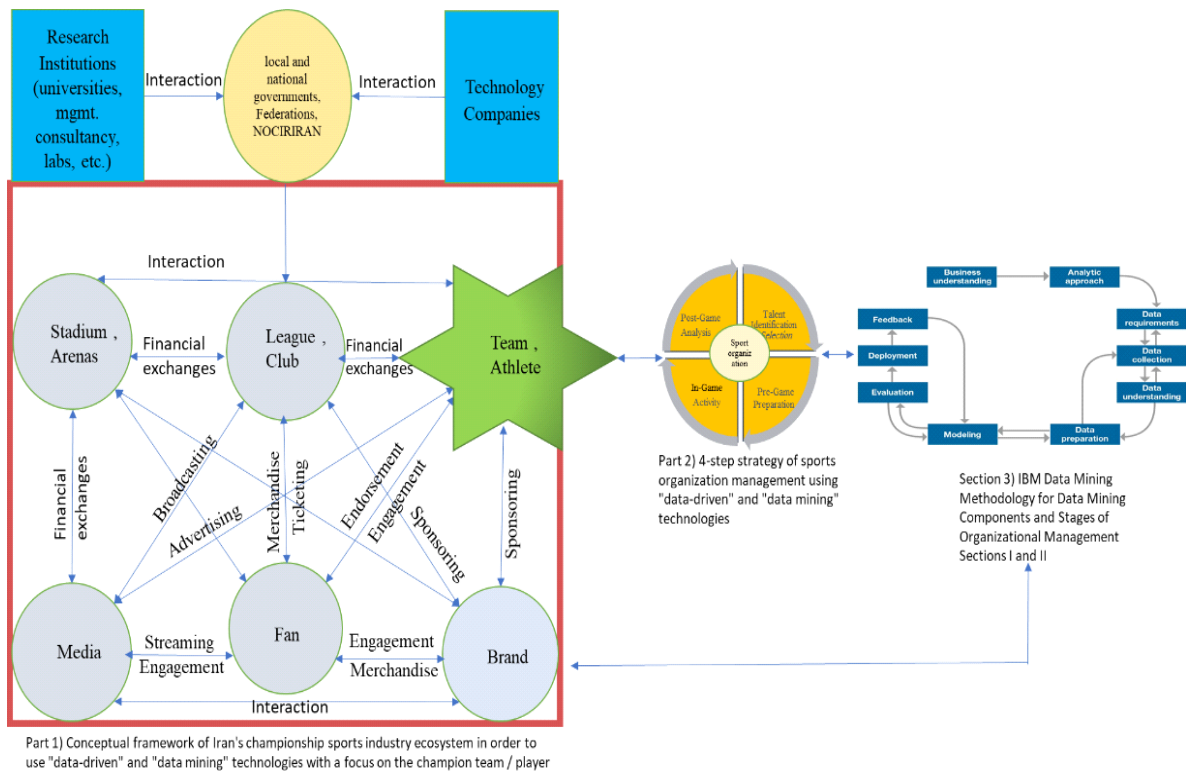 Research
Institutions
(universities,
mgmt.
consultancy,
labs, etc.)
Interaction
local and
national
governments,
Federations,
NOCIRIRAN
Interaction
Technology
Companies
Interaction
Stadium ,
Arenas
Financial
exchanges
League ,
Club
Financial
exchanges
Team ,
Athlete
Financial
exchanges
Broadcasting
Advertising
Merchandise
Ticketing
Endorsement
Engagement
Sponsoring
Sponsoring
Media
Streaming
Engagement
Fan
Engagement
Merchandise
Brand
Interaction
Part 1) Conceptual framework of Iran's championship sports industry ecosystem in order to
use "data-driven" and "data mining" technologies with a focus on the champion team / player
Post-Game
Analysis
Talent
Identification
Selection
Sport
organiz
ation
In-Game
Activity
Pre-Game
Preparation
Part 2) 4-step strategy of sports
organization management using
"data-driven" and "data mining"
technologies
Business
understanding
Analytic
approach
Feedback
Data
requirements
Deployment
Data
collection
Evaluation
Data
understanding
Modeling
Data
preparation
Section 3) IBM Data Mining
Methodology for Data Mining
Components and Stages of
Organizational Management
Sections I and II